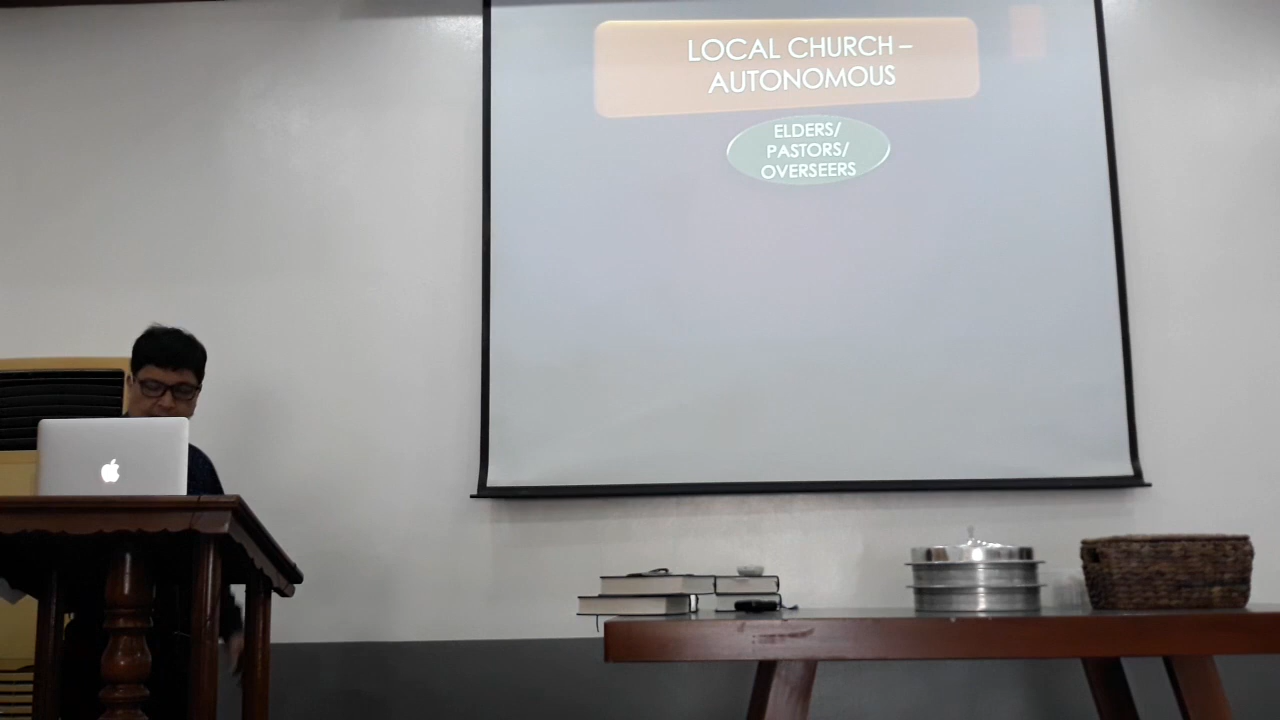 LOCAL CHURCH –
AUTONOMOUS
ELDERS/
PASTORS/
OVERSEERS